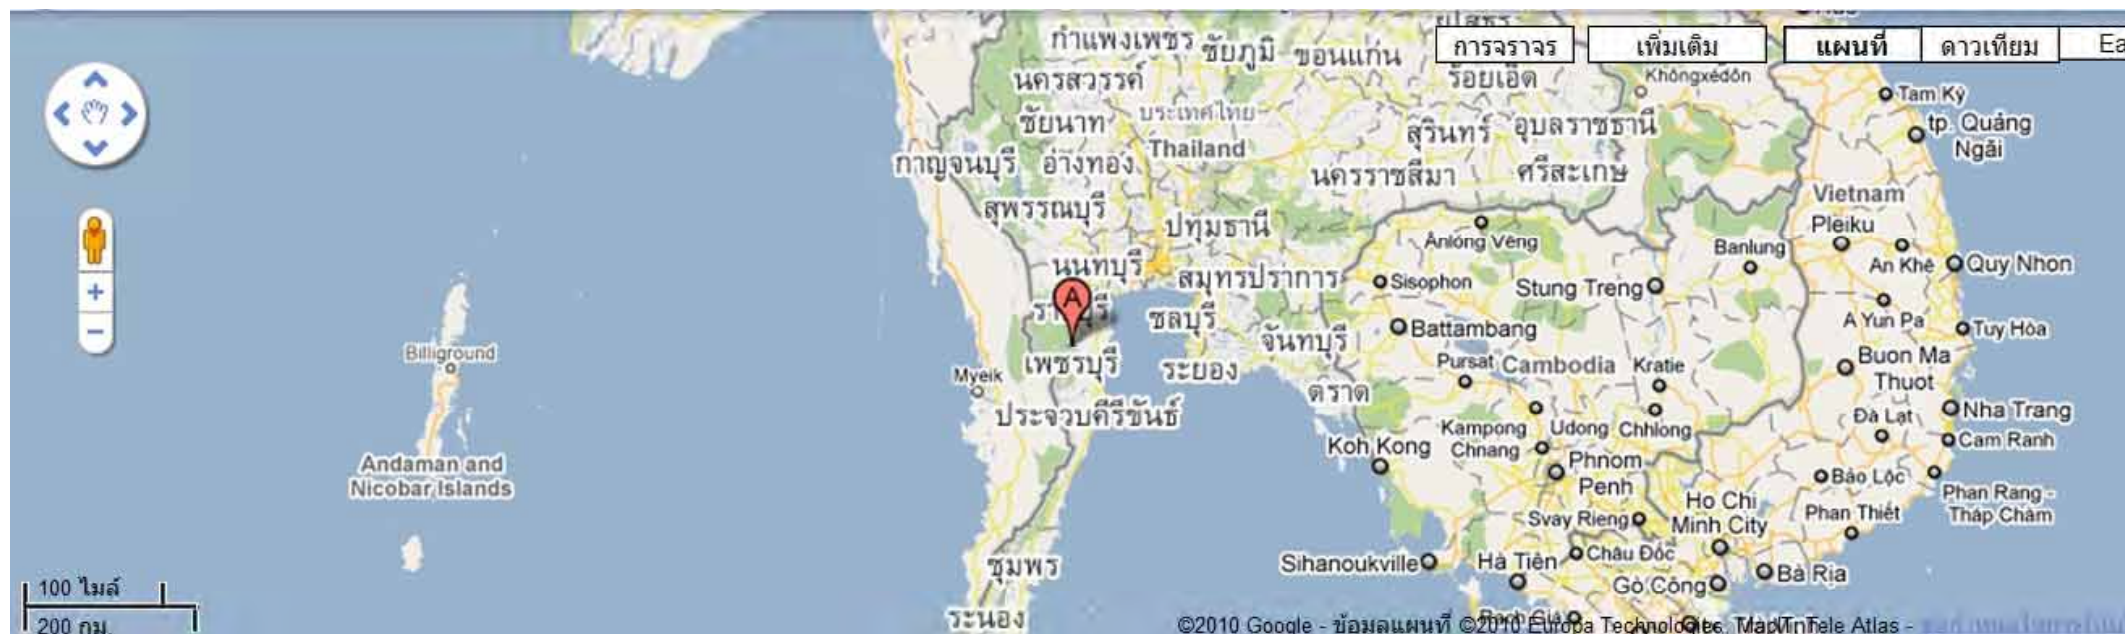 กำแพงเพชร
ชัยภูมิ
ขอนแก่น
การจราจร
เพิ่มเติม
แผนที่
ดาวเทียม
Ea
นครสวรรค์
ร้อยเอ็ด
Khôngxédôn
Tam Kỳ
ชัยนาท
ประเทศไทย
Thailand
สุรินทร์
อุบลราชธานี
tp. Quảng
Ngãi
กาญจนบุรี
อ่างทอง
นครราชสีมา
ศรีสะเกษ
Vietnam
สุพรรณบุรี
ปทุมธานี
Pleiku
Ânlóng Vêng
Banlung
An Khê
Quy Nhon
นนทบุรี
สมุทรปราการ
Sisophon
Stung Treng
A
ชลบุรี
Battambang
A Yun Pa
Tuy Hòa
จันทบุรี
Billiground
เพชรบุรี
ระยอง
Pursat
Cambodia
Kratie
Buon Ma
Thuot
Myeik
ตราด
ประจวบคีรีขันธ์
Nha Trang
Đà Lạt
Kampong
Chnang
Udong
Chhlong
Cam Ranh
Koh Kong
Andaman and
Nicobar Islands
Phnom
Penh
Bảo Lộc
Phan Rang -
Tháp Chàm
Ho Chi
Minh City
Svay Rieng
Phan Thiết
ชุมพร
Sihanoukville
Hà Tiên
Châu Đốc
Gò Công
Bà Rịa
100 ไมล์
200 กม.
ระนอง
©2010 Google - ข้อมูลแผนที่ ©2010 Europa Technologies, Tele Atlas -